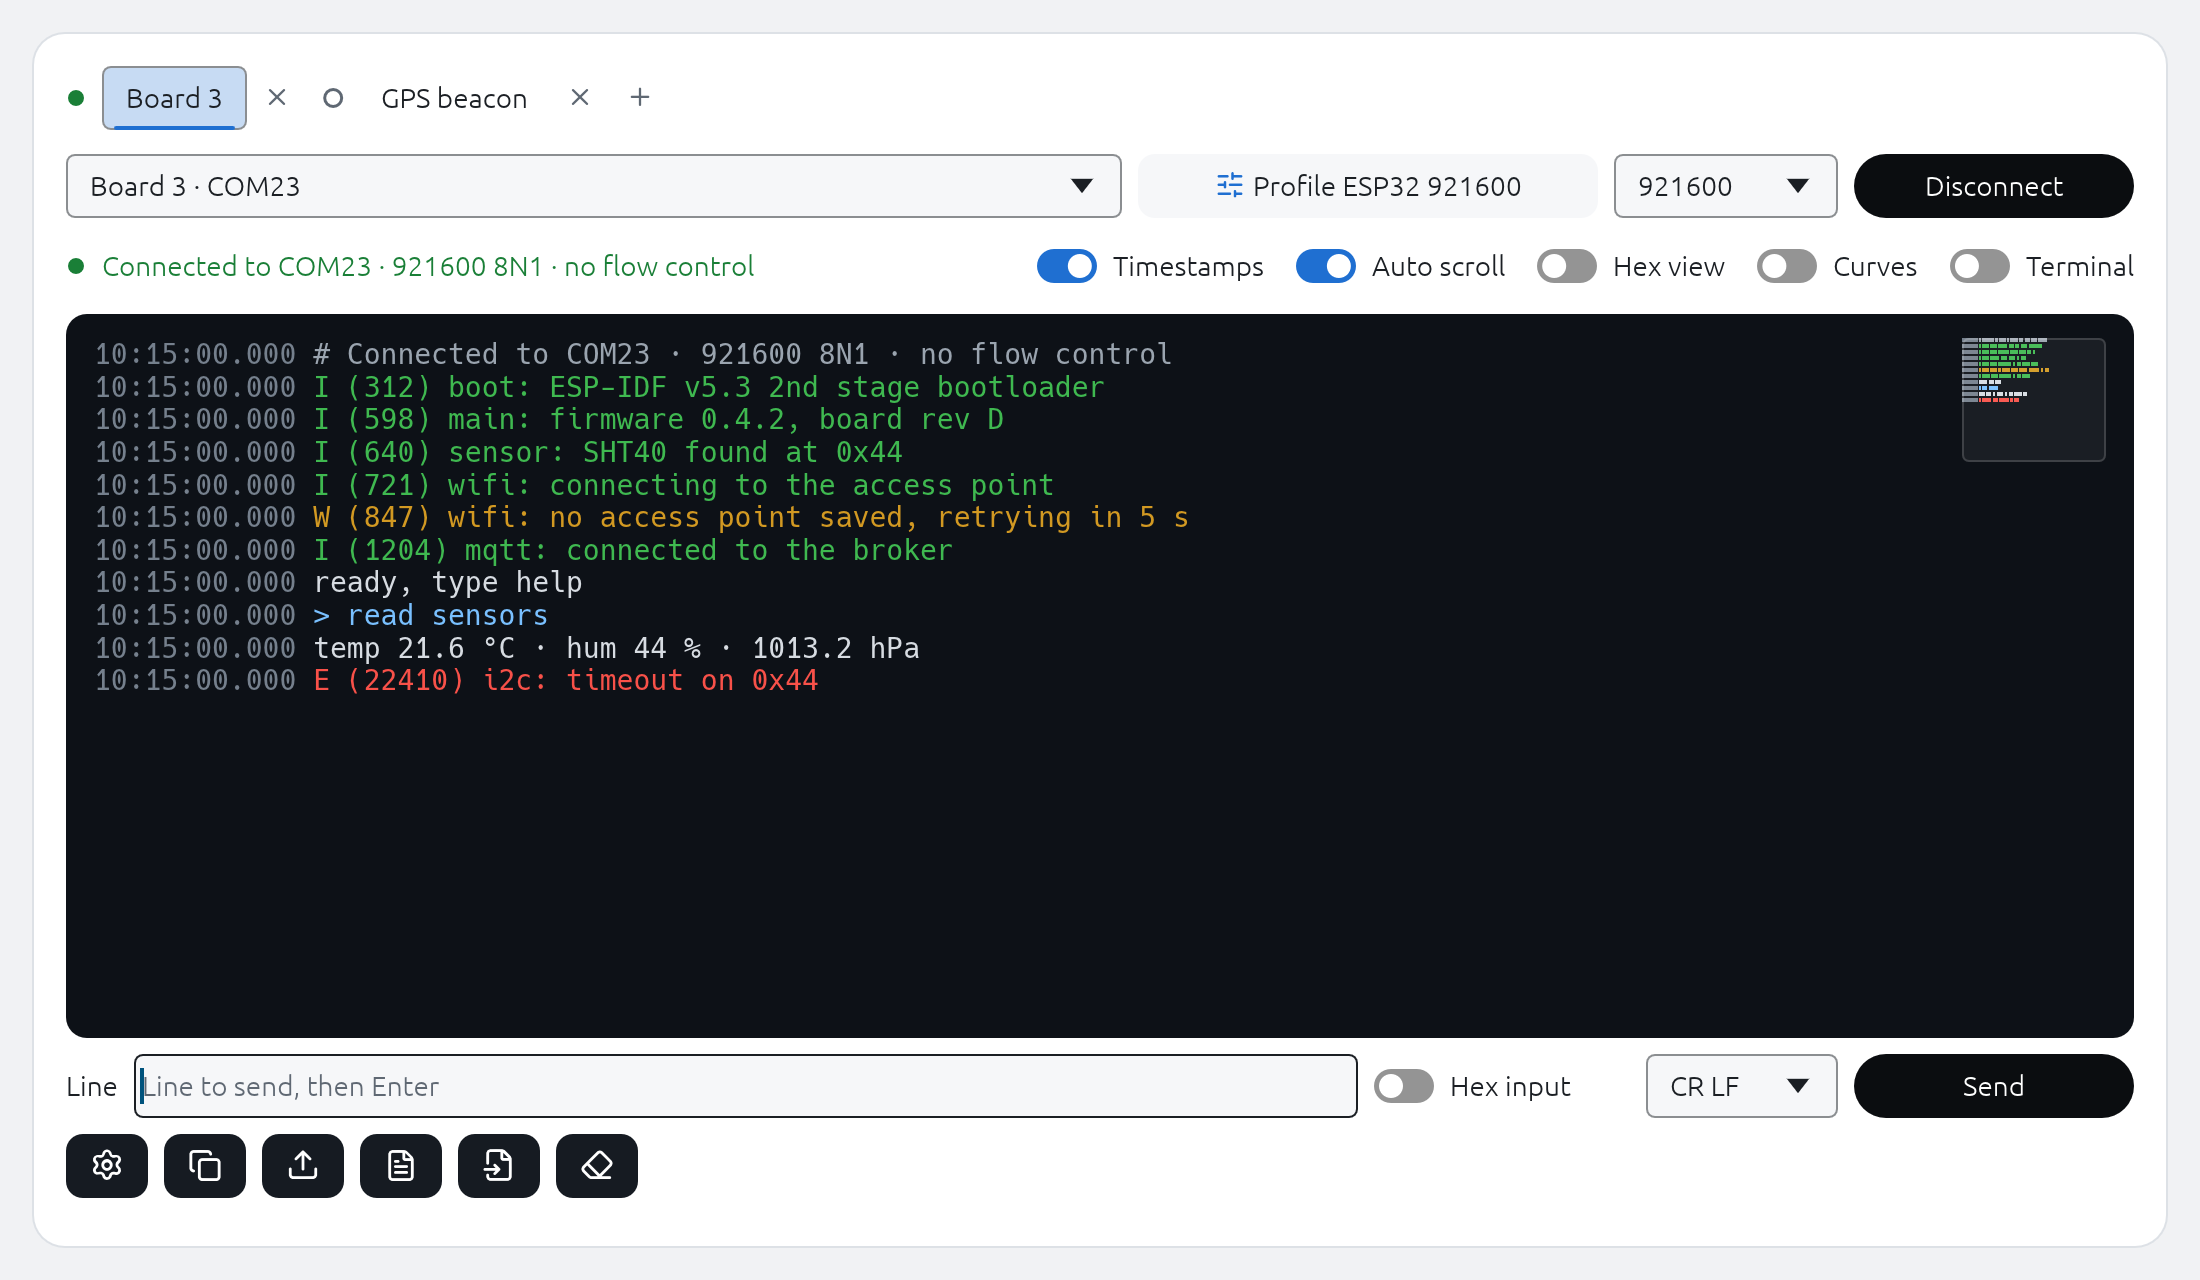 Board 3
GPS beacon
Board 3 · COM23
Profile ESP32 921600
921600
Disconnect
Connected to COM23 · 921600 8N1 · no flow control
Timestamps
Auto scroll
Hex view
Curves
Terminal
10:15:00.000 # Connected to COM23 · 921600 8N1 · no flow control
10:15:00.000 I (312) boot: ESP-IDF v5.3 2nd stage bootloader
10:15:00.000 I (598) main: firmware 0.4.2, board rev D
10:15:00.000 I (640) sensor: SHT40 found at 0x44
10:15:00.000 I (721) wifi: connecting to the access point
10:15:00.000 W (847) wifi: no access point saved, retrying in 5 s
10:15:00.000 I (1204) mqtt: connected to the broker
10:15:00.000 ready, type help
10:15:00.000 > read sensors
10:15:00.000 temp 21.6 °C · hum 44 % · 1013.2 hPa
10:15:00.000 E (22410) i2c: timeout on 0x44
Line
Line to send, then Enter
Hex input
CR LF
Send